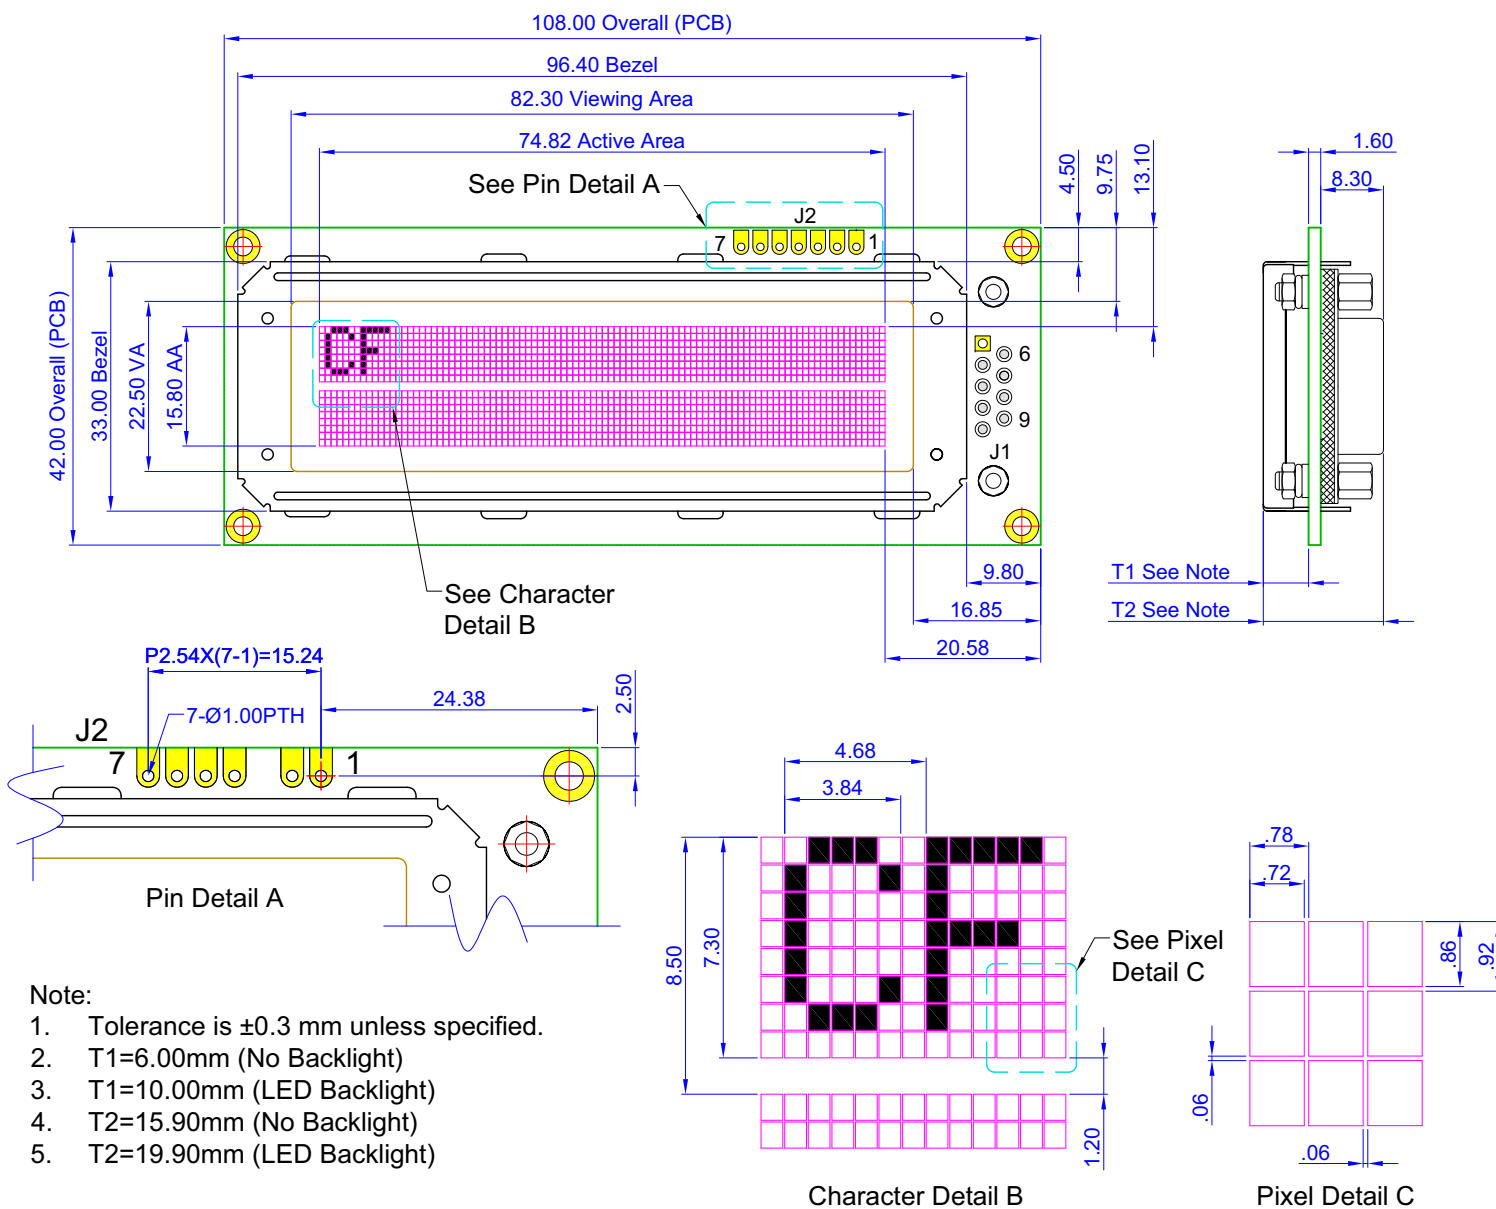 108.00 Overall (PCB)
96.40 Bezel
82.30 Viewing Area
74.82 Active Area
See Pin Detail A
J2
7
1
4.50
9.75
13.10
1.60
8.30
42.00 Overall (PCB)
33.00 Bezel
22.50 VA
15.80 AA
CF
6
9
J1
See Character
Detail B
9.80
16.85
20.58
T1 See Note
T2 See Note
P2.54X(7-1)=15.24
24.38
2.50
7-Ø1.00PTH
J2
7
1
Pin Detail A
Note:
1. Tolerance is ±0.3 mm unless specified.
2. T1=6.00mm (No Backlight)
3. T1=10.00mm (LED Backlight)
4. T2=15.90mm (No Backlight)
5. T2=19.90mm (LED Backlight)
4.68
3.84
8.50
7.30
CF
See Pixel
Detail C
1.20
Character Detail B
.78
.72
.86
.92
.06
.06
Pixel Detail C